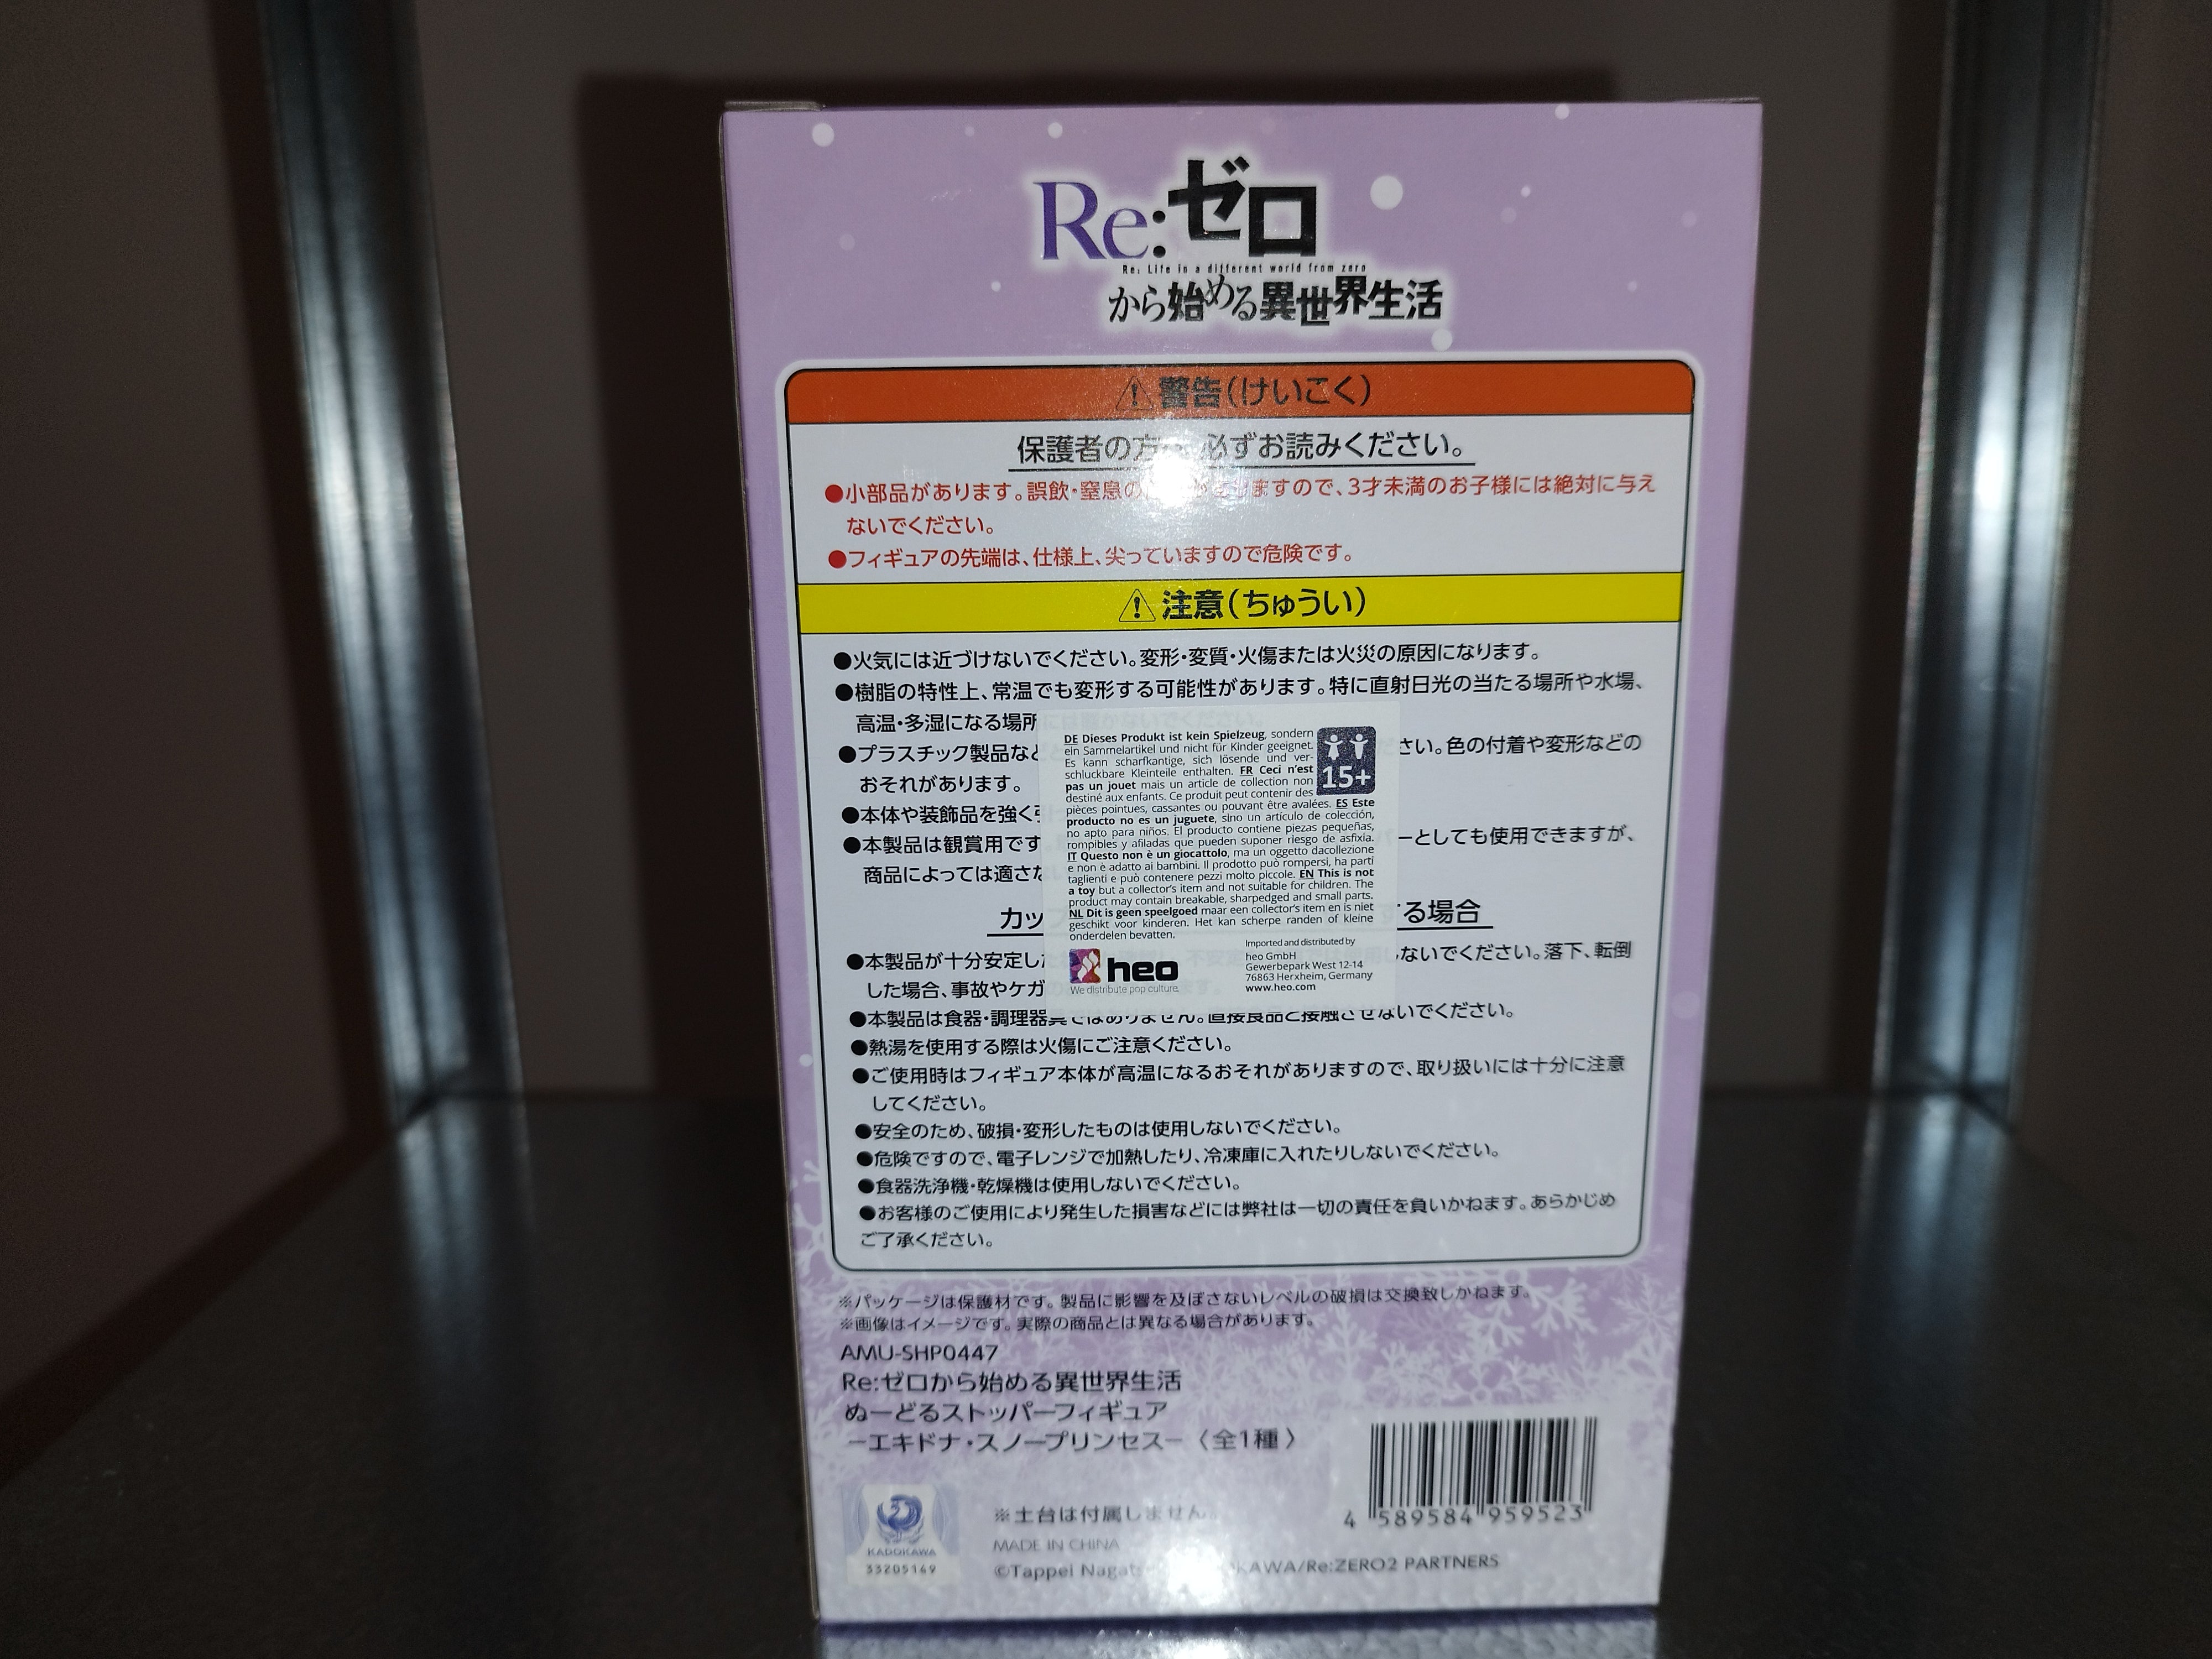 Re:ゼロ
Re: Life in a different world from zero
から始める異世界生活
⚠警告(けいこく)
保護者の方へ 必ずお読みください。
●小部品があります。誤飲・窒息の ますので、3才未満のお子様には絶対に与え
ないでください。
●フィギュアの先端は、仕様上、尖っていますので危険です。
⚠注意(ちゅうい)
●火気には近づけないでください。変形・変質・火傷または火災の原因になります。
●樹脂の特性上、常温でも変形する可能性があります。特に直射日光の当たる場所や水場、
高温・多湿になる場所
●プラスチック製品など さい。色の付着や変形などの
おそれがあります。
●本体や装飾品を強く
●本製品は観賞用です ーとしても使用できますが、
商品によっては適さ
カッ する場合
●本製品が十分安定し ないでください。落下、転倒
した場合、事故やケガ
●本製品は食器・調理器具ではありません。直接食品と接触させないでください。
●熱湯を使用する際は火傷にご注意ください。
●ご使用時はフィギュア本体が高温になるおそれがありますので、取り扱いには十分に注意
してください。
●安全のため、破損・変形したものは使用しないでください。
●危険ですので、電子レンジで加熱したり、冷凍庫に入れたりしないでください。
●食器洗浄機・乾燥機は使用しないでください。
●お客様のご使用により発生した損害などには弊社は一切の責任を負いかねます。あらかじめ
ご了承ください。
DE Dieses Produkt ist kein Spielzeug, sondern
ein Sammelartikel und nicht für Kinder geeignet.
Es kann scharfkantige, sich lösende und ver-
schluckbare Kleinteile enthalten. FR Ceci n'est
pas un jouet mais un article de collection non
destiné aux enfants. Ce produit peut contenir des
pièces pointues, cassantes ou pouvant être avalées. ES Este
producto no es un juguete, sino un artículo de colección,
no apto para niños. El producto contiene piezas pequeñas,
rompibles y afiladas que pueden suponer riesgo de asfixia.
IT Questo non è un giocattolo, ma un oggetto dacollezione
e non è adatto ai bambini. Il prodotto può rompersi, ha parti
taglienti e può contenere pezzi molto piccole. EN This is not
a toy but a collector's item and not suitable for children. The
product may contain breakable, sharpedged and small parts.
NL Dit is geen speelgoed maar een collector's item en is niet
geschikt voor kinderen. Het kan scherpe randen of kleine
onderdelen bevatten.
15+
heo
We distribute pop culture.
Imported and distributed by
heo GmbH
Gewerbepark West 12-14
76863 Herxheim, Germany
www.heo.com
※パッケージは保護材です。製品に影響を及ぼさないレベルの破損は交換致しかねます。
※画像はイメージです。実際の商品とは異なる場合があります。
AMU-SHP0447
Re:ゼロから始める異世界生活
ぬーどるストッパーフィギュア
−エキドナ・スノープリンセス−〈全1種〉
4 589584 959523
KADOKAWA
33205169
※土台は付属しません。
MADE IN CHINA
©Tappei Nagat KAWA/Re:ZERO2 PARTNERS